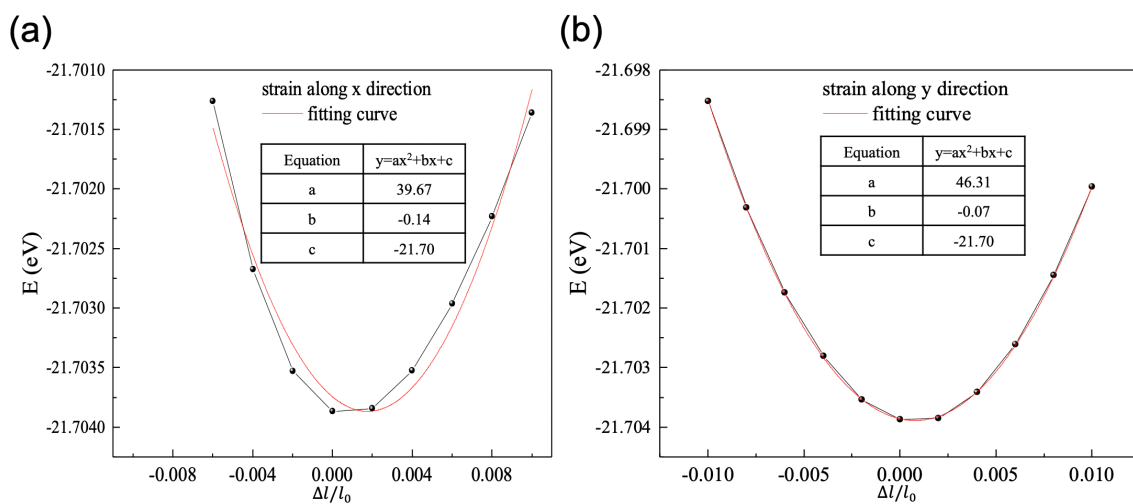 (a)
-21.7010
-21.7015
-21.7020
-21.7025
-21.7030
-21.7035
-21.7040
E (eV)
strain along x direction
fitting curve
Equation y=ax²+bx+c
a 39.67
b -0.14
c -21.70
-0.008 -0.004 0.000 0.004 0.008
Δl/l₀
(b)
-21.698
-21.699
-21.700
-21.701
-21.702
-21.703
-21.704
E (eV)
strain along y direction
fitting curve
Equation y=ax²+bx+c
a 46.31
b -0.07
c -21.70
-0.010 -0.005 0.000 0.005 0.010
Δl/l₀